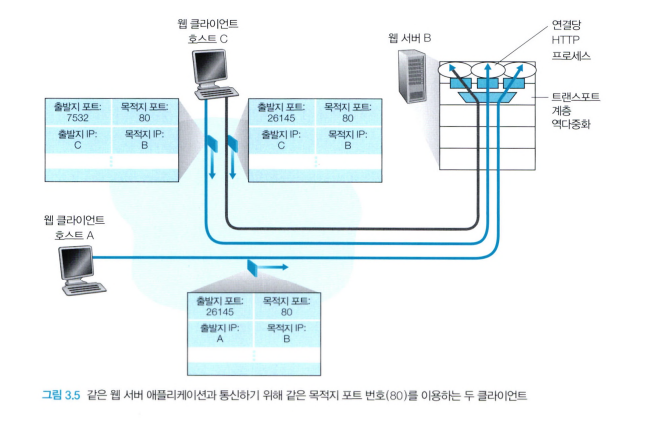 웹 클라이언트
호스트 C
웹 서버 B
연결당
HTTP
프로세스
트랜스포트
계층
역다중화
출발지 포트:
7532
목적지 포트:
80
출발지 IP:
C
목적지 IP:
B
출발지 포트:
26145
목적지 포트:
80
출발지 IP:
C
목적지 IP:
B
웹 클라이언트
호스트 A
출발지 포트:
26145
목적지 포트:
80
출발지 IP:
A
목적지 IP:
B
그림 3.5 같은 웹 서버 애플리케이션과 통신하기 위해 같은 목적지 포트 번호(80)를 이용하는 두 클라이언트